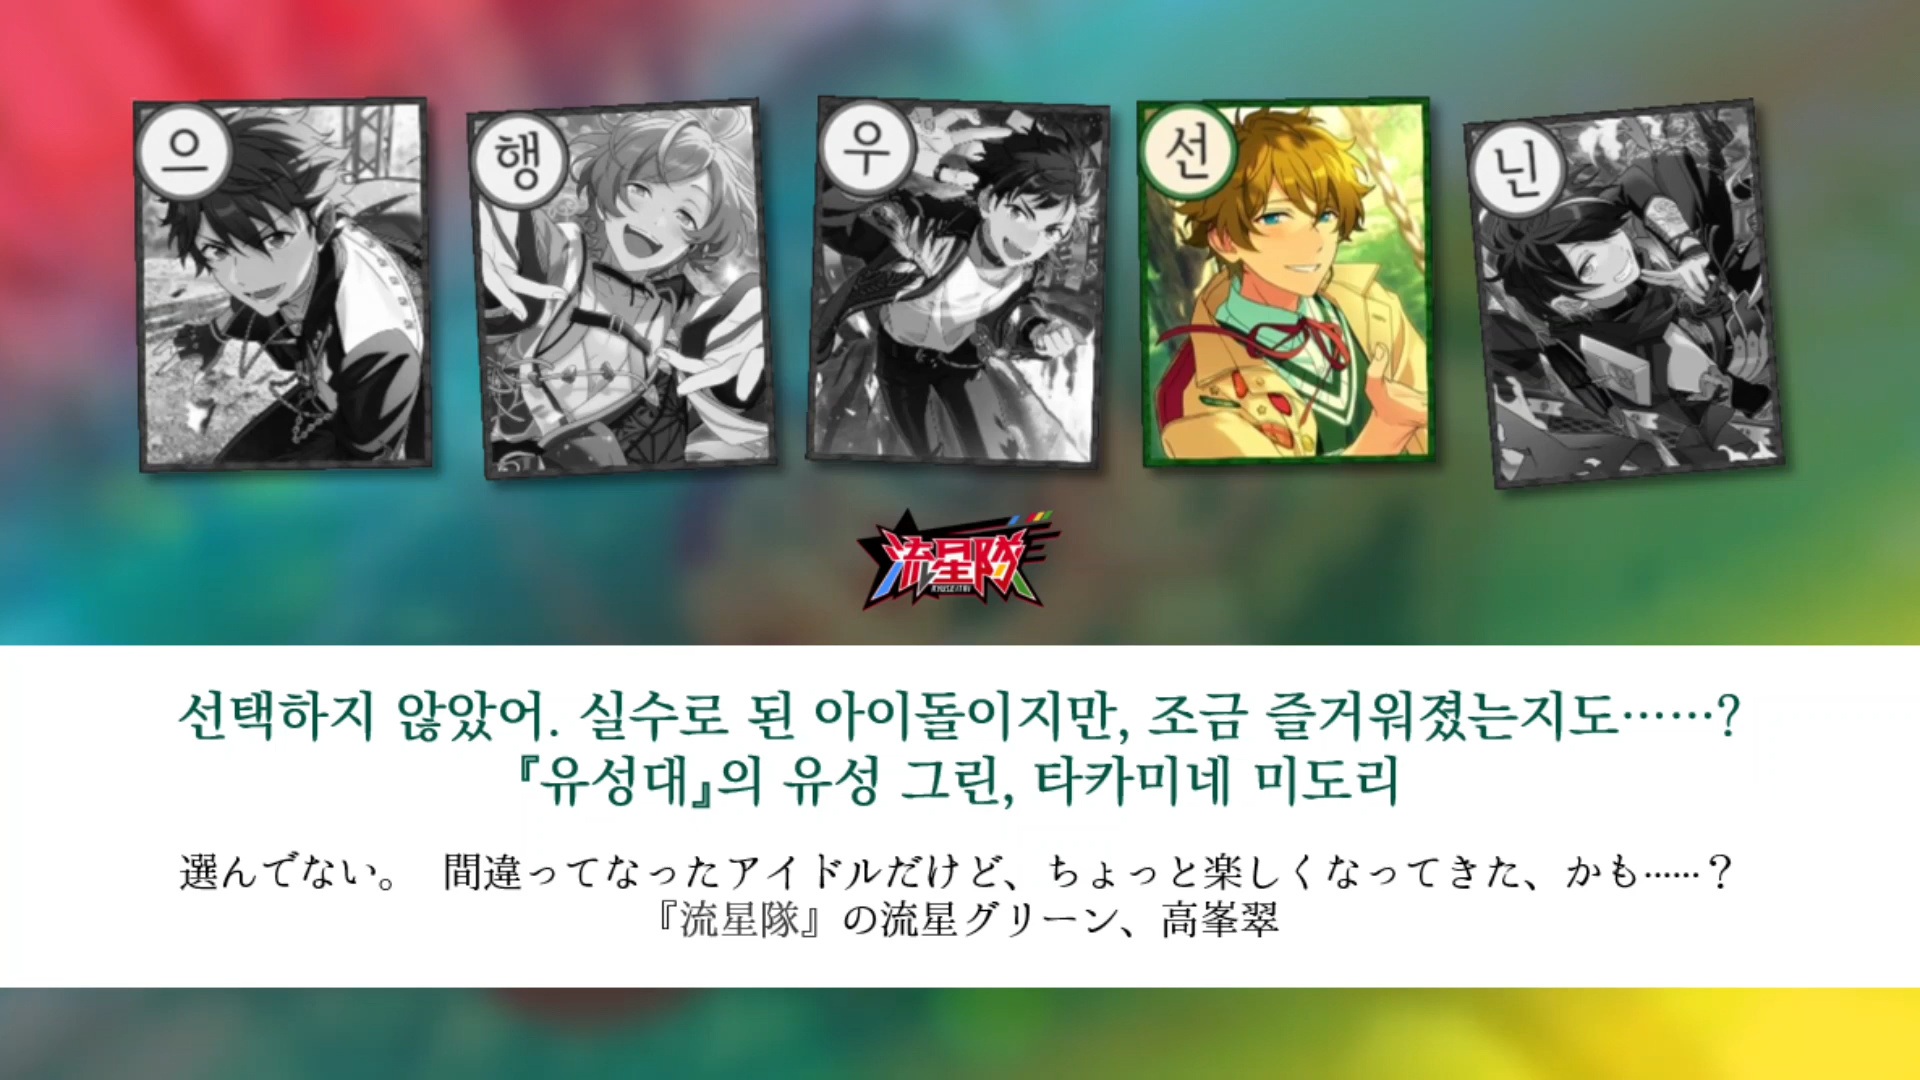 으
행
우
선
닌
流星隊
RYUSEITAI
선택하지 않았어. 실수로 된 아이돌이지만, 조금 즐거워졌는지도……?
『유성대』의 유성 그린, 타카미네 미도리
選んでない。 間違ってなったアイドルだけど、ちょっと楽しくなってきた、かも……？
『流星隊』の流星グリーン、高峯翠